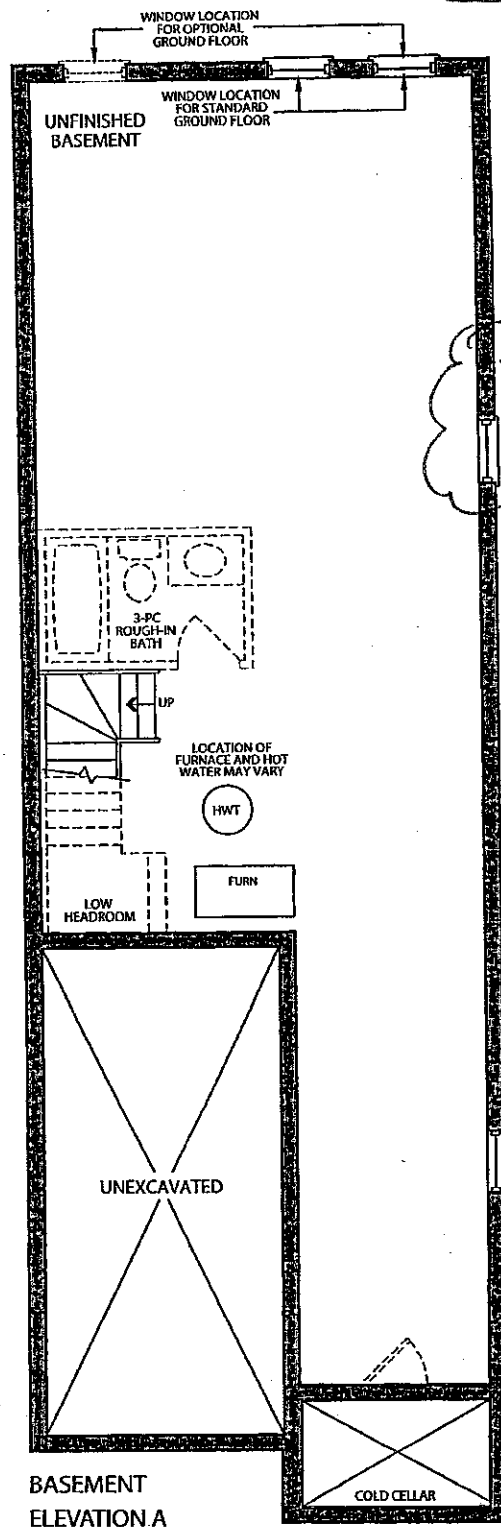 WINDOW LOCATION
FOR OPTIONAL
GROUND FLOOR
WINDOW LOCATION
FOR STANDARD
GROUND FLOOR
UNFINISHED
BASEMENT
3-PC
ROUGH-IN
BATH
UP
LOCATION OF
FURNACE AND HOT
WATER MAY VARY
HWT
FURN
LOW
HEADROOM
UNEXCAVATED
COLD CELLAR
BASEMENT
ELEVATION A